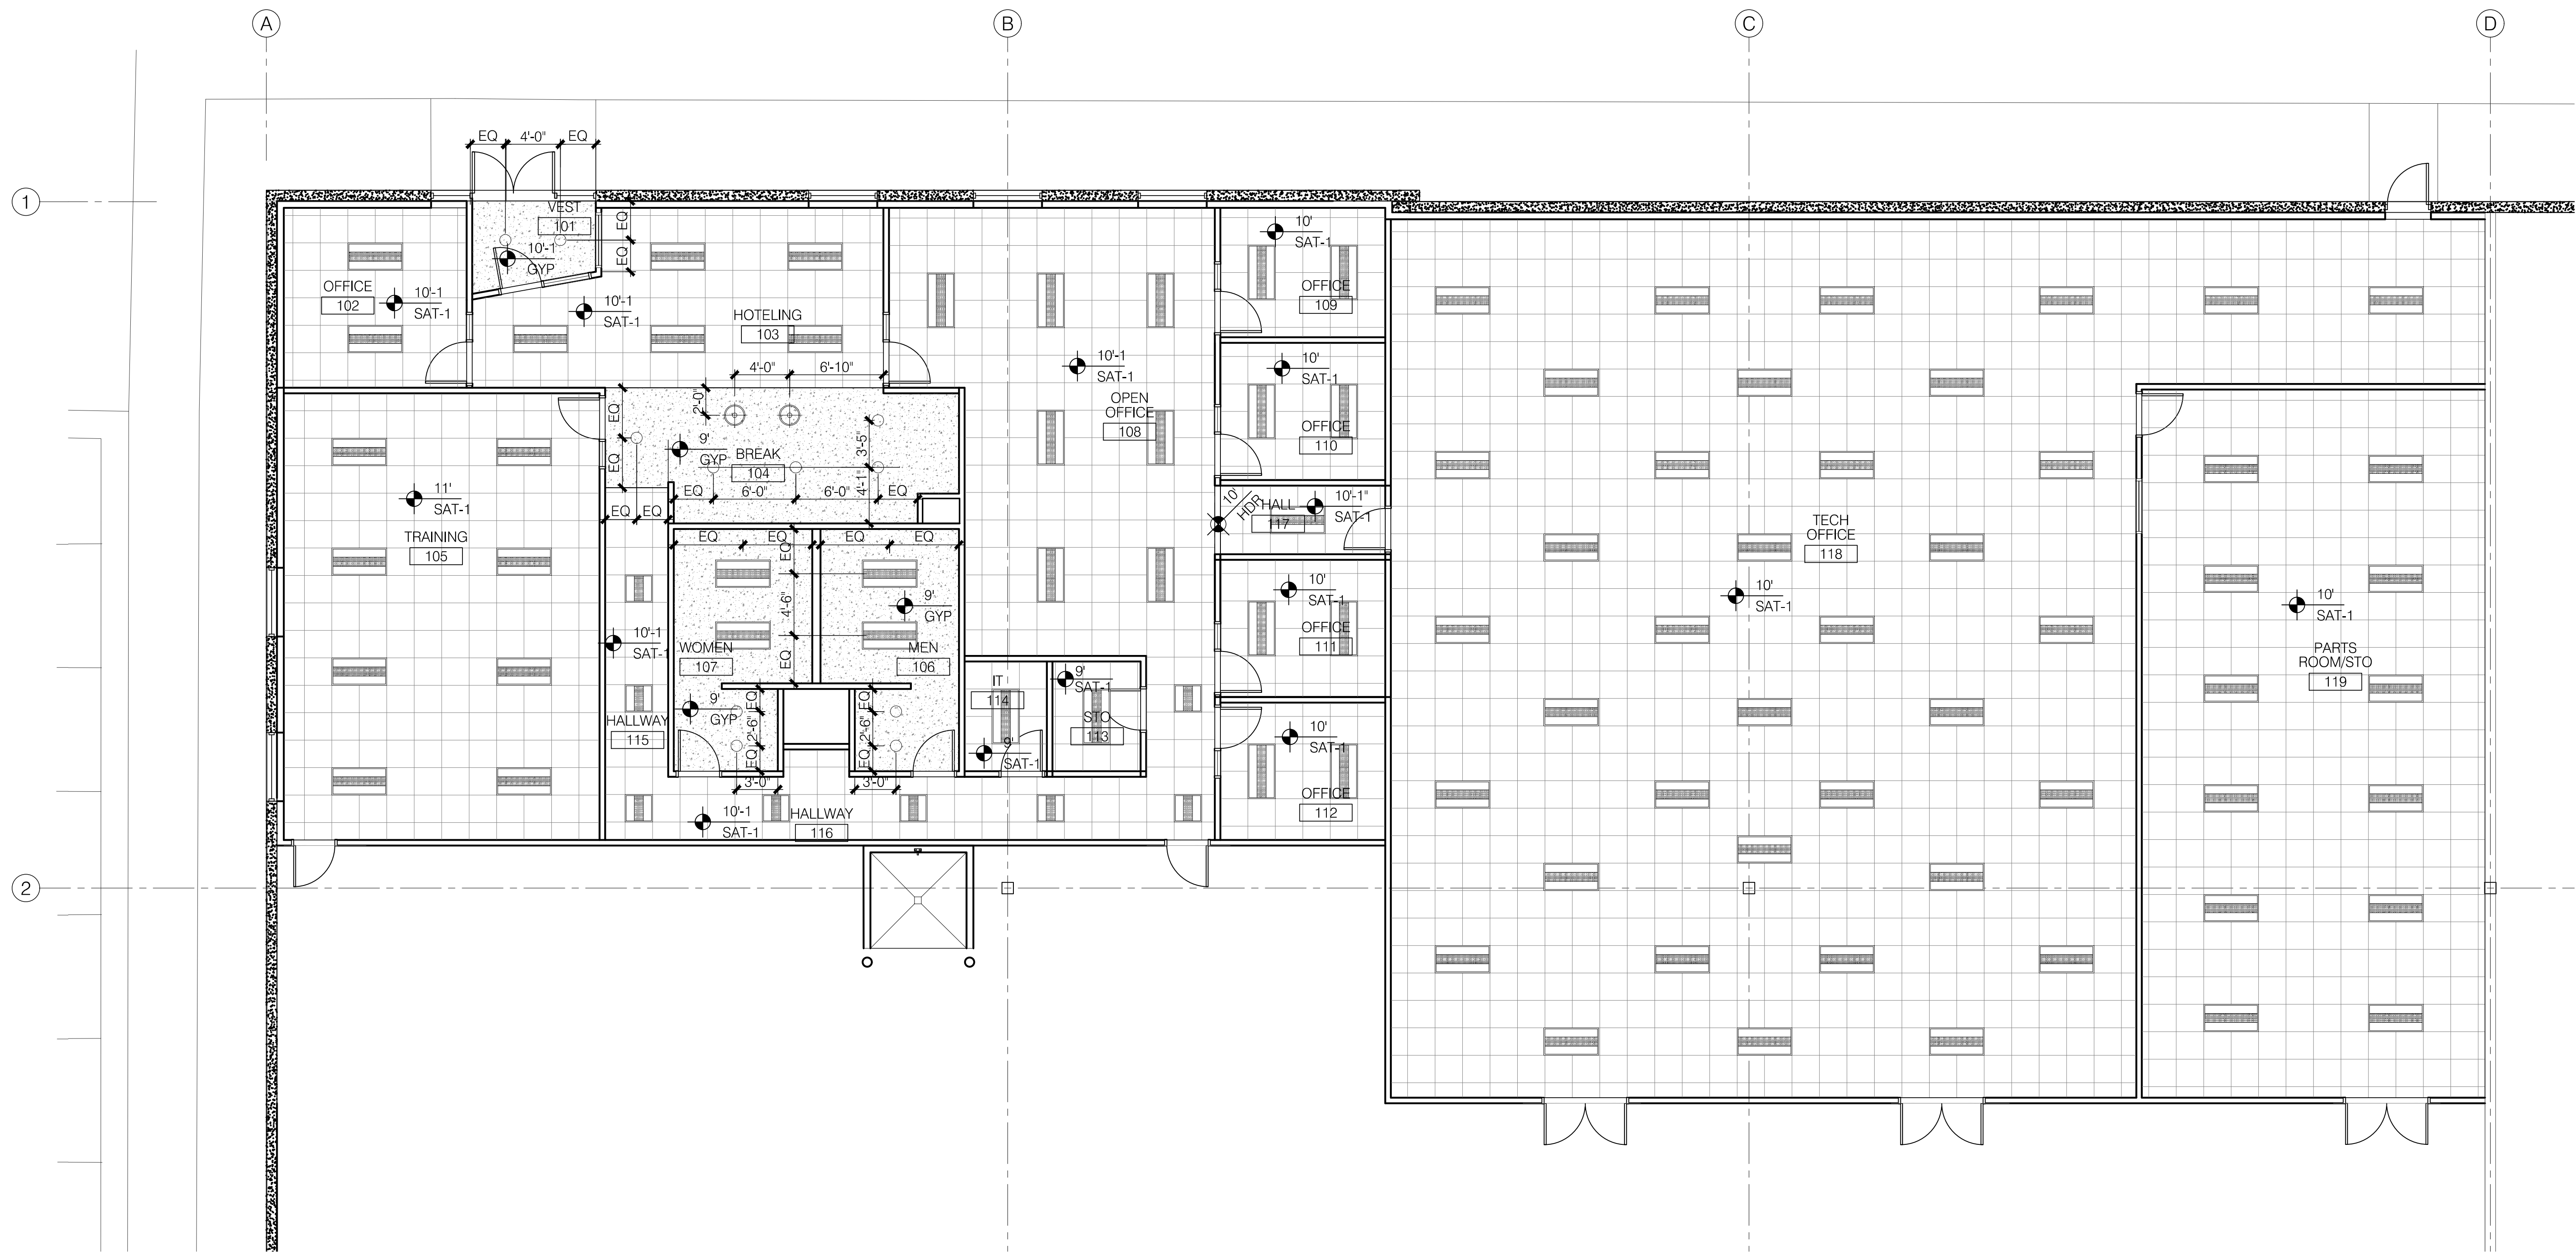 A
B
C
D
1
2
EQ
4'-0"
EQ
VEST
101
EQ
EQ
10'-1
GYP
OFFICE
102
10'-1
SAT-1
10'-1
SAT-1
HOTELING
103
4'-0"
6'-10"
2'-0"
EQ
EQ
9'
GYP
BREAK
104
3'-5"
4'-1"
EQ
6'-0"
6'-0"
EQ
EQ
EQ
11'
SAT-1
TRAINING
105
10'-1
SAT-1
OPEN
OFFICE
108
10'
SAT-1
OFFICE
109
10'
SAT-1
OFFICE
110
10'
HDR
HALL
117
10'-1"
SAT-1
10'
SAT-1
OFFICE
111
10'
SAT-1
OFFICE
112
EQ
EQ
EQ
EQ
EQ
4'-6"
EQ
9'
GYP
WOMEN
107
MEN
106
9'
GYP
EQ
2'-6"
EQ
EQ
2'-6"
EQ
3'-0"
3'-0"
10'-1
SAT-1
HALLWAY
115
10'-1
SAT-1
HALLWAY
116
IT
114
9'
SAT-1
9'
SAT-1
STO
113
TECH
OFFICE
118
10'
SAT-1
10'
SAT-1
PARTS
ROOM/STO
119